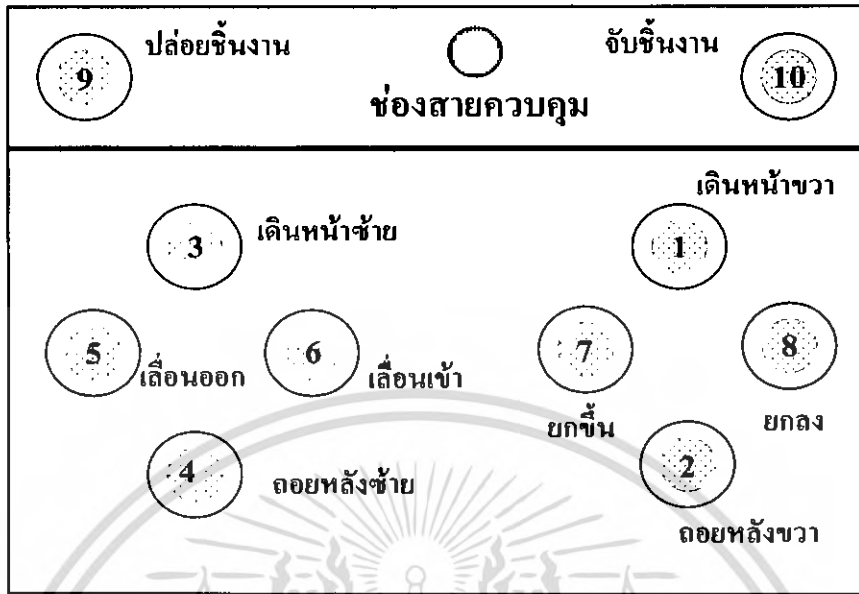 9 ปล่อยชิ้นงาน
จับชิ้นงาน 10
ช่องสายควบคุม
เดินหน้าขวา
3 เดินหน้าซ้าย
1
5 เลื่อนออก
6 เลื่อนเข้า
7 ยกขึ้น
8 ยกลง
4 ถอยหลังซ้าย
2 ถอยหลังขวา